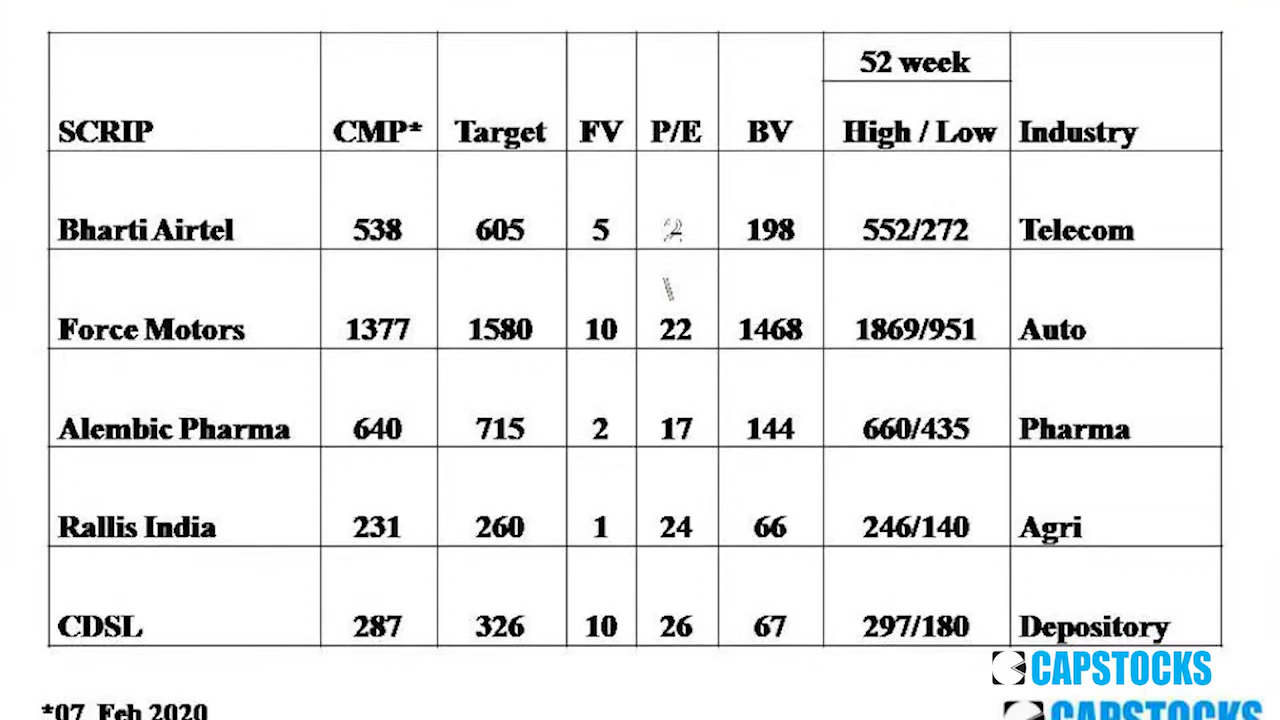 52 week
SCRIP CMP* Target FV P/E BV High / Low Industry
Bharti Airtel 538 605 5 198 552/272 Telecom
Force Motors 1377 1580 10 22 1468 1869/951 Auto
Alembic Pharma 640 715 2 17 144 660/435 Pharma
Rallis India 231 260 1 24 66 246/140 Agri
CDSL 287 326 10 26 67 297/180 Depository
CAPSTOCKS
*07 Feb 2020
CAPSTOCKS